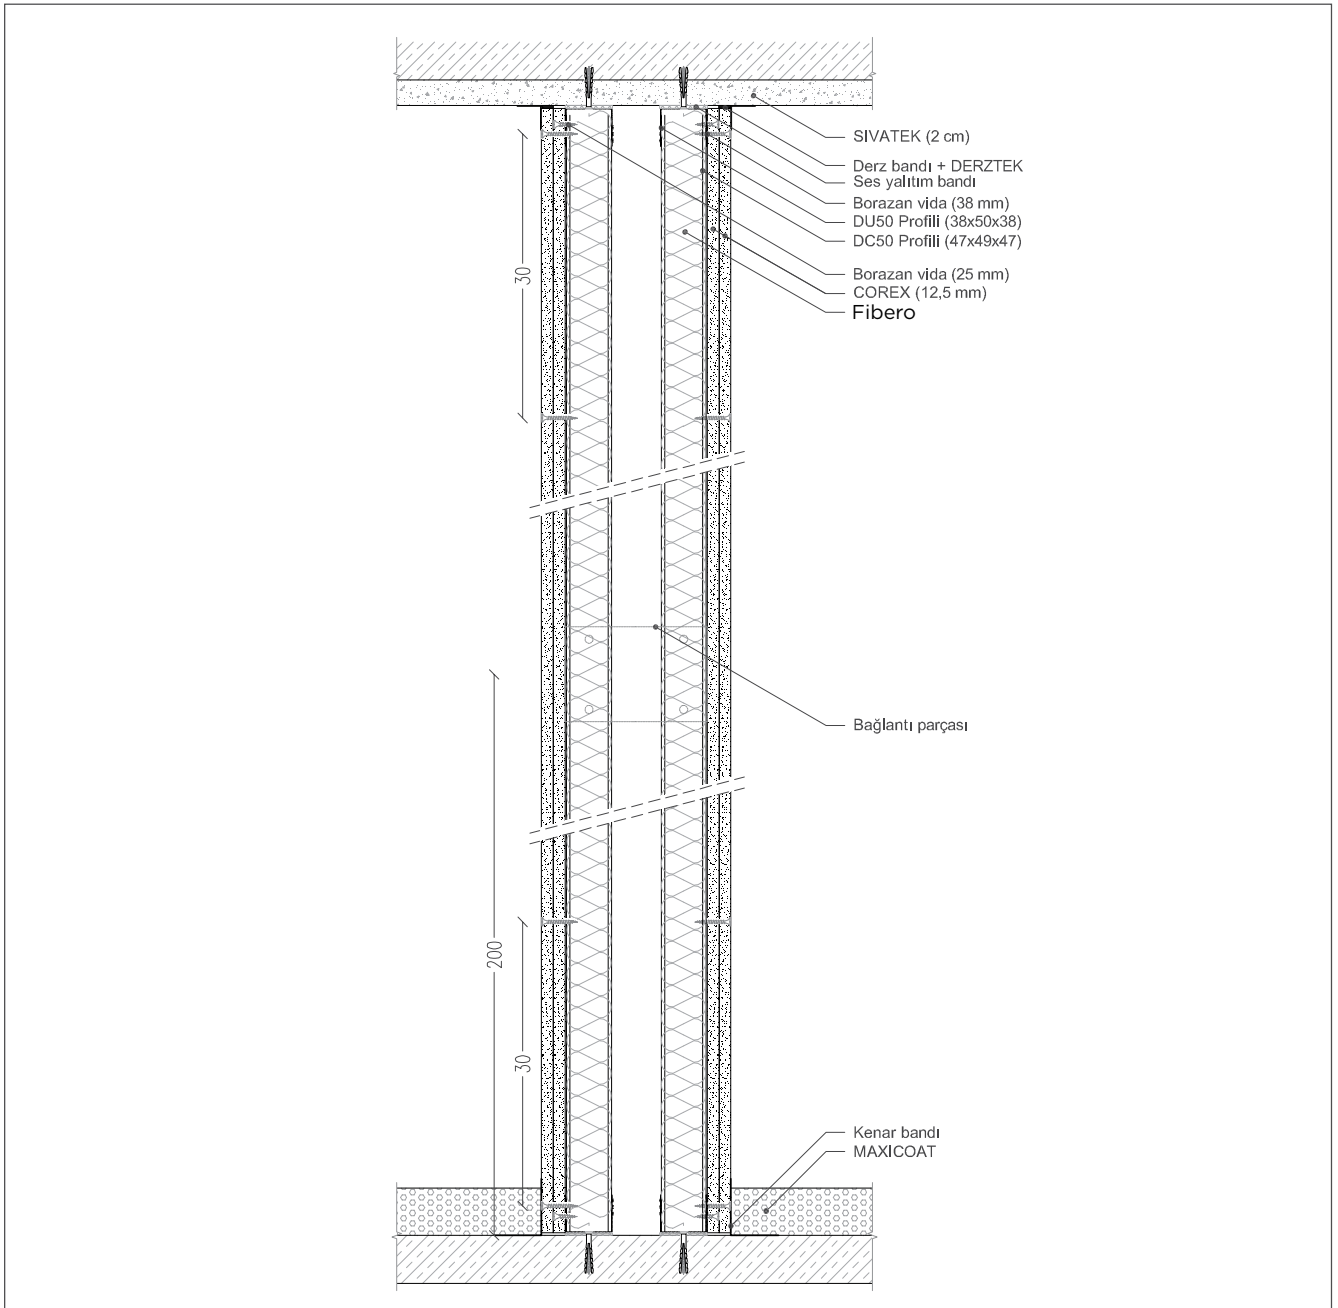 SIVATEK (2 cm)
Derz bandı + DERZTEK
Ses yalıtım bandı
Borazan vida (38 mm)
DU50 Profili (38x50x38)
DC50 Profili (47x49x47)
Borazan vida (25 mm)
COREX (12,5 mm)
Fibero
30
Bağlantı parçası
200
30
Kenar bandı
MAXICOAT